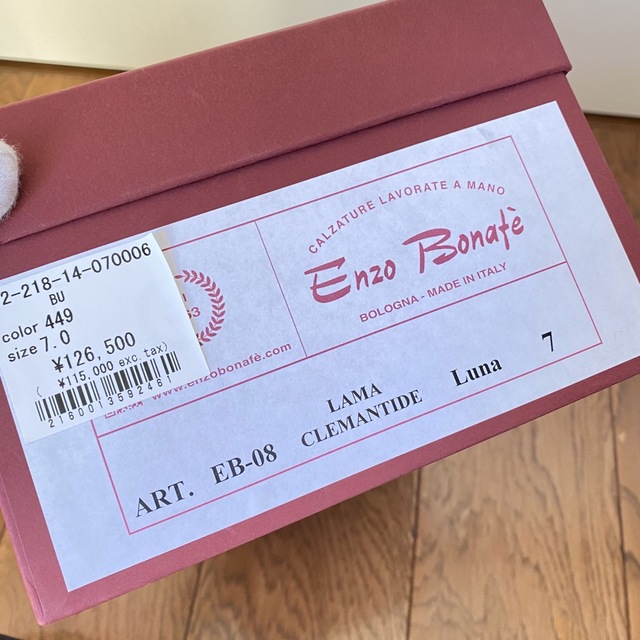 2-218-14-070006
BU
color 449
size 7.0
¥126,500
( ¥115,000 exc. tax)
CALZATURE LAVORATE A MANO
Enzo Bonafè
BOLOGNA - MADE IN ITALY
www.enzobonafè.com
ART. EB-08 LAMA CLEMANTIDE Luna 7